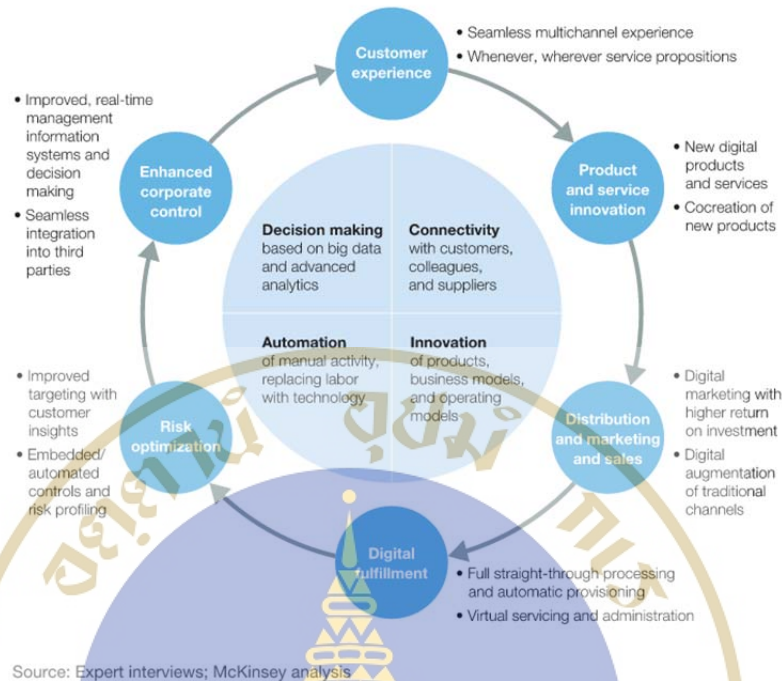 Customer
experience
• Seamless multichannel experience
• Whenever, wherever service propositions
Product
and service
innovation
• New digital
products
and services
• Cocreation of
new products
Distribution
and marketing
and sales
• Digital
marketing with
higher return
on investment
• Digital
augmentation
of traditional
channels
Digital
fulfillment
• Full straight-through processing
and automatic provisioning
• Virtual servicing and administration
Risk
optimization
• Improved
targeting with
customer
insights
• Embedded/
automated
controls and
risk profiling
Enhanced
corporate
control
• Improved, real-time
management
information
systems and
decision
making
• Seamless
integration
into third
parties
Decision making
based on big data
and advanced
analytics
Connectivity
with customers,
colleagues,
and suppliers
Automation
of manual activity,
replacing labor
with technology
Innovation
of products,
business models,
and operating
models
Source: Expert interviews; McKinsey analysis